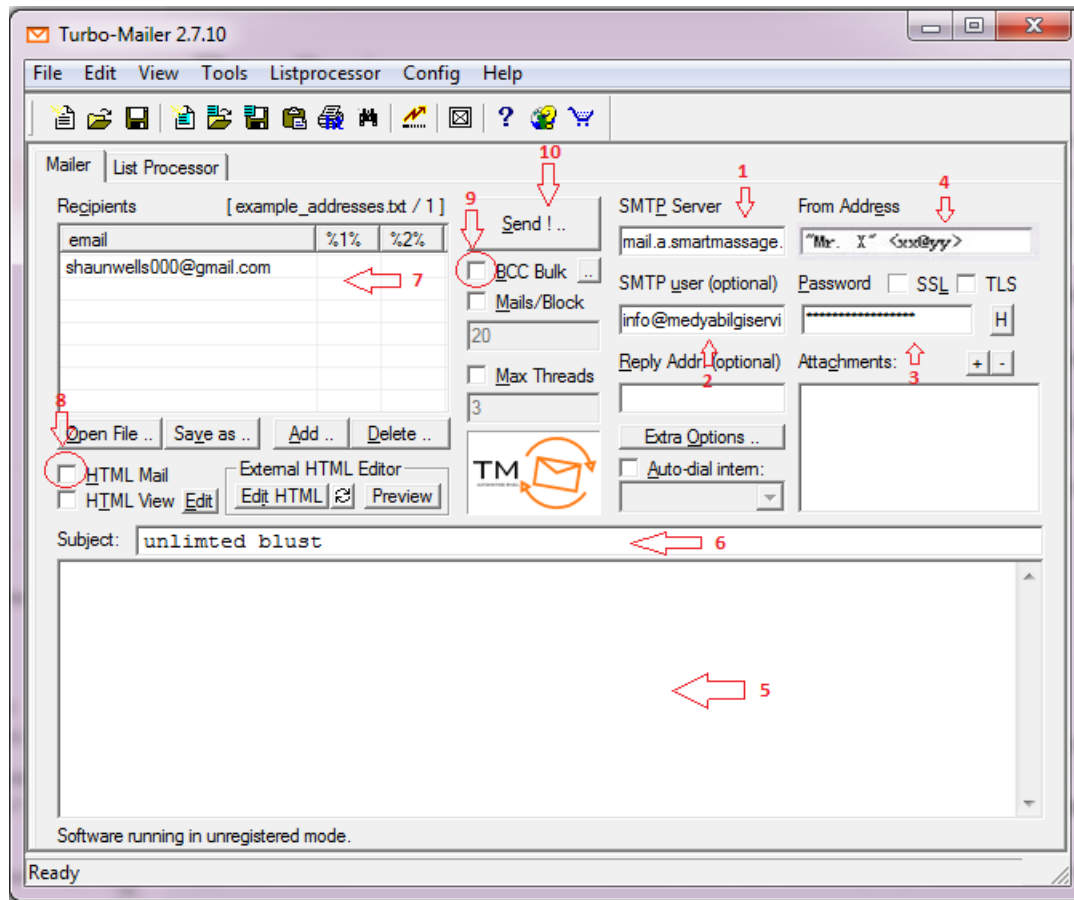 Turbo-Mailer 2.7.10
File Edit View Tools Listprocessor Config Help
Mailer List Processor
10
9
1
4
Recipients [ example_addresses.txt / 1 ]
email %1% %2%
shaunwells000@gmail.com
7
Send ! ..
BCC Bulk ..
Mails/Block
20
Max Threads
3
SMTP Server
mail.a.smartmassage.
From Address
"Mr. X" <xx@yy>
SMTP user (optional)
info@medyabilgiservi
2
Password SSL TLS
***************** H
3
Reply Addr. (optional)
Attachments: + -
Extra Options ..
Auto-dial intern:
8
Open File .. Save as .. Add .. Delete ..
HTML Mail
HTML View Edit
External HTML Editor
Edit HTML Preview
TM
Subject: unlimted blust
6
5
Software running in unregistered mode.
Ready